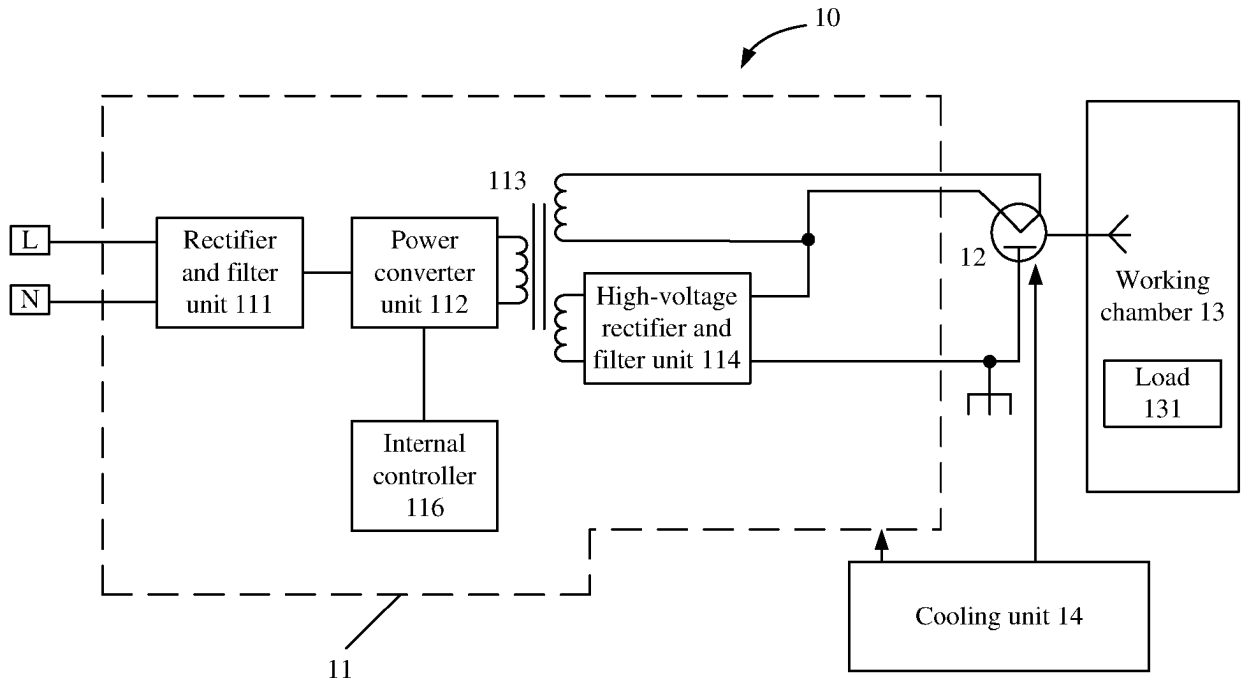 10
113
L
N
Rectifier
and filter
unit 111
Power
converter
unit 112
High-voltage
rectifier and
filter unit 114
12
Working
chamber 13
Load
131
Internal
controller
116
Cooling unit 14
11